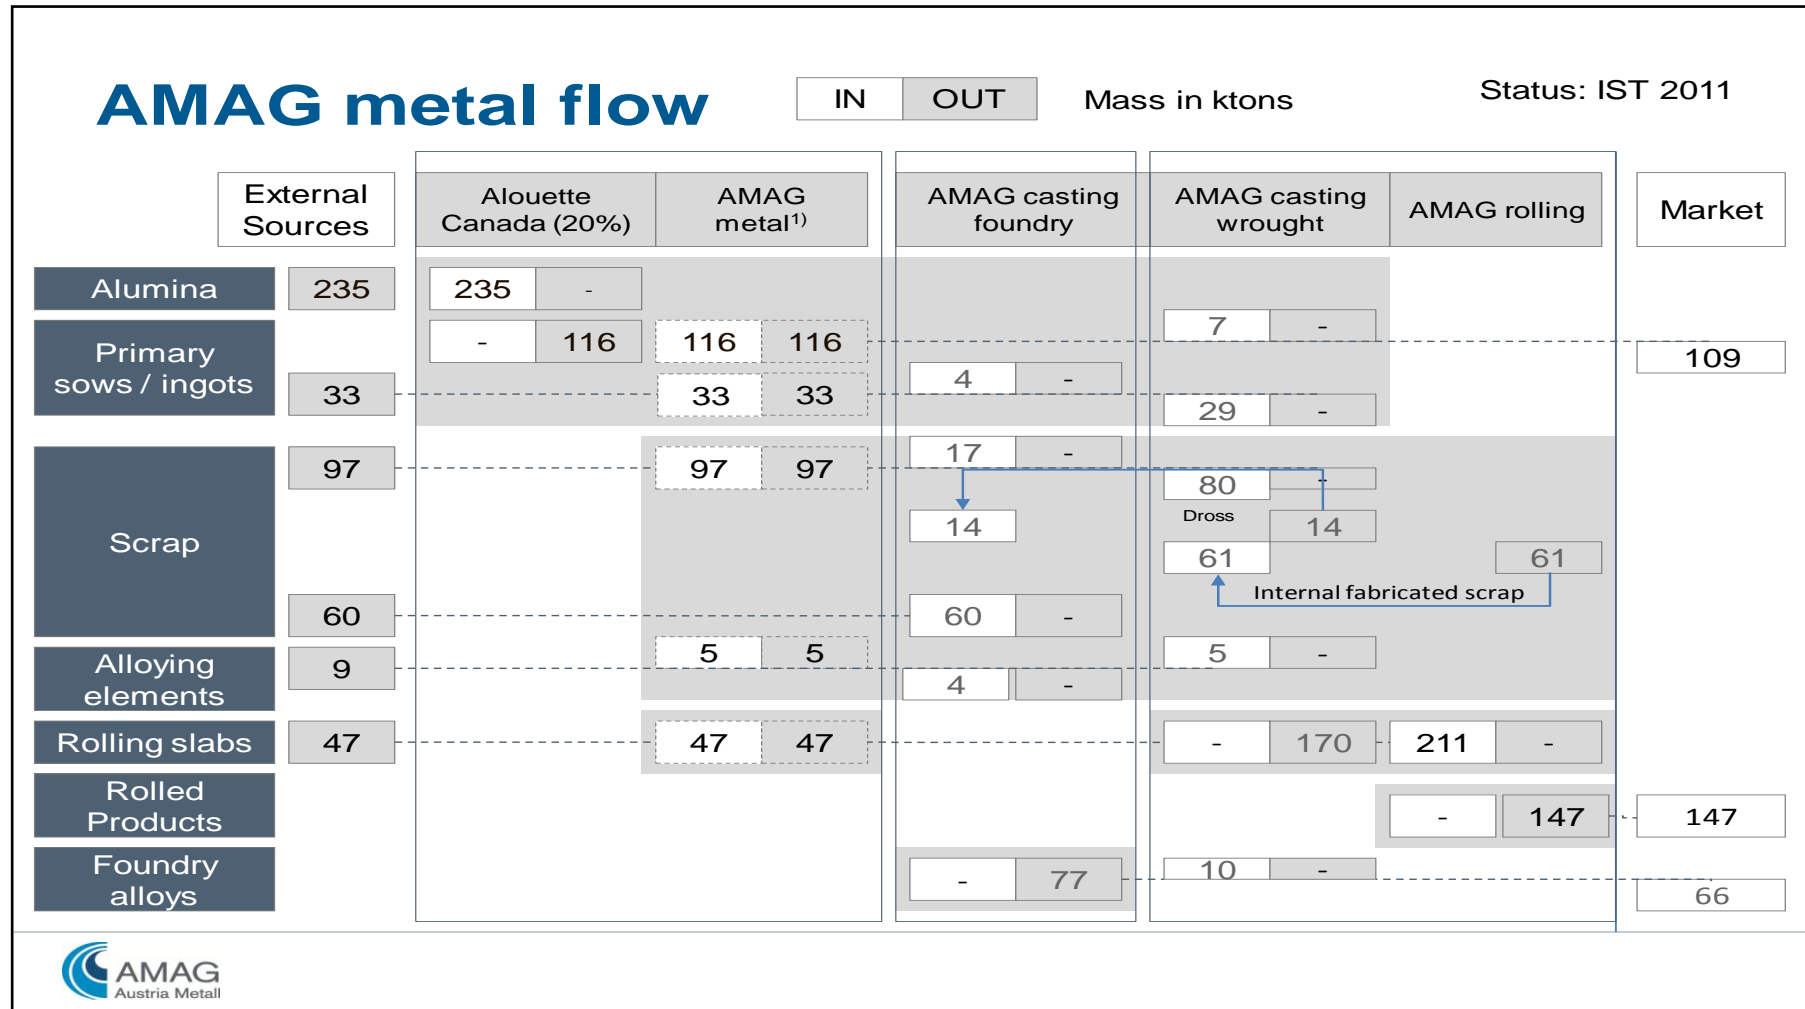 AMAG metal flow
IN OUT Mass in ktons
Status: IST 2011
External
Sources
Alouette
Canada (20%)
AMAG
metal1)
AMAG casting
foundry
AMAG casting
wrought
AMAG rolling
Market
Alumina 235 235 -
Primary
sows / ingots
- 116 116 116 7 - 109
33 33 33 4 - 29 -
Scrap
97 97 97 17 - 80 -
14 Dross 14
61 61
Internal fabricated scrap
60 60 -
Alloying
elements
9 5 5 4 - 5 -
Rolling slabs 47 47 47 - 170 211 -
Rolled
Products
- 147 147
Foundry
alloys
- 77 10 - 66
AMAG
Austria Metall